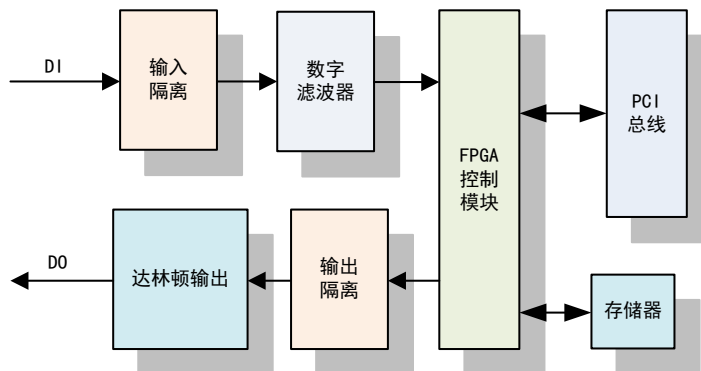 DI
输入
隔离
数字
滤波器
FPGA
控制
模块
PCI
总线
DO
达林顿输出
输出
隔离
存储器